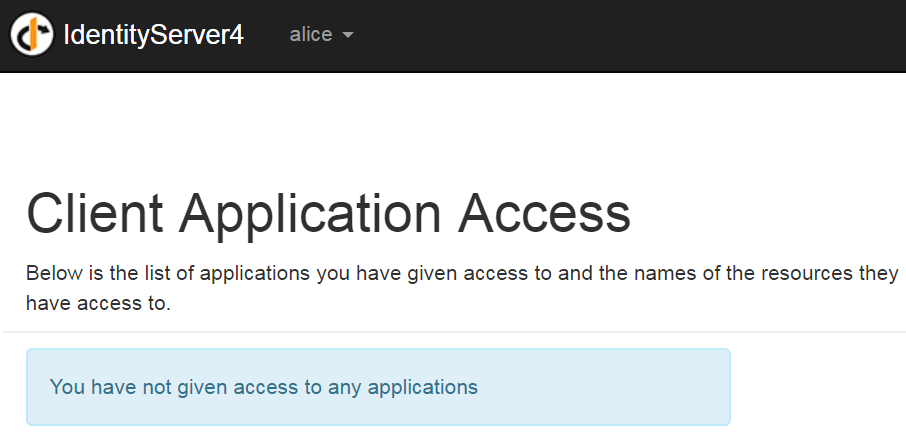 IdentityServer4 alice
Client Application Access
Below is the list of applications you have given access to and the names of the resources they
have access to.
You have not given access to any applications